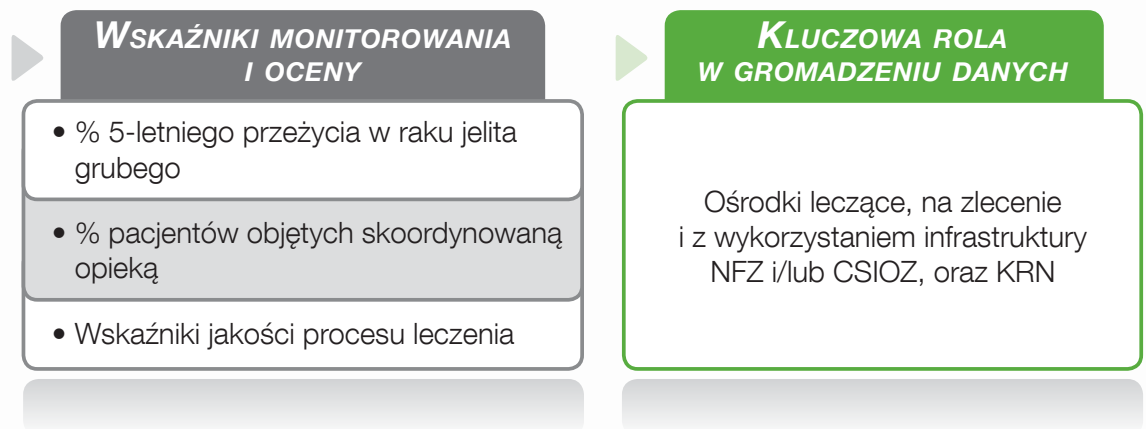 WSKAŹNIKI MONITOROWANIA
I OCENY
• % 5-letniego przeżycia w raku jelita
grubego
• % pacjentów objętych skoordynowaną
opieką
• Wskaźniki jakości procesu leczenia
KLUCZOWA ROLA
W GROMADZENIU DANYCH
Ośrodki leczące, na zlecenie
i z wykorzystaniem infrastruktury
NFZ i/lub CSIOZ, oraz KRN